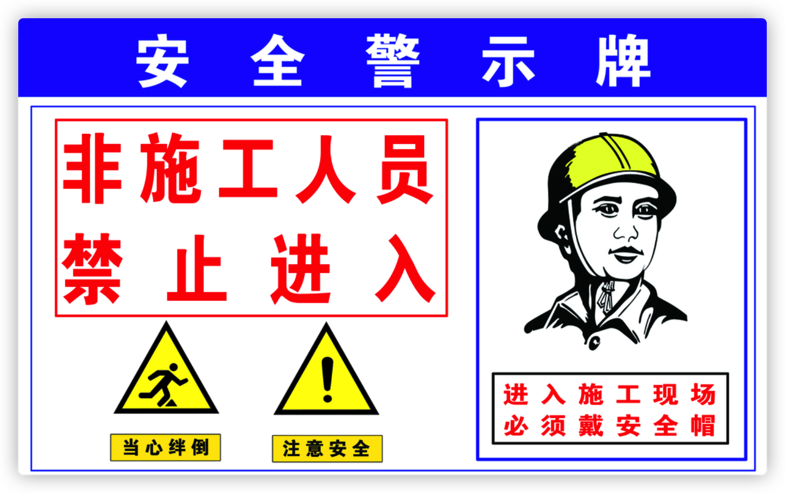 安全警示牌
非施工人员
禁止进入
当心绊倒
注意安全
进入施工现场
必须戴安全帽